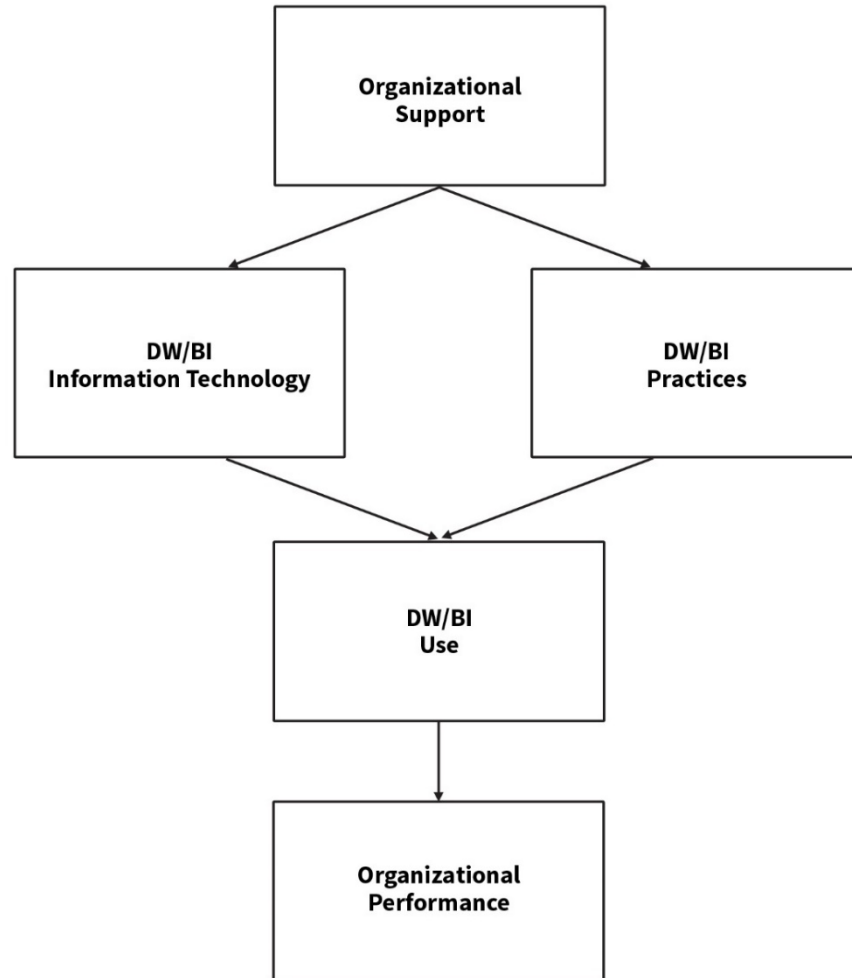 Organizational
Support
DW/BI
Information Technology
DW/BI
Practices
DW/BI
Use
Organizational
Performance